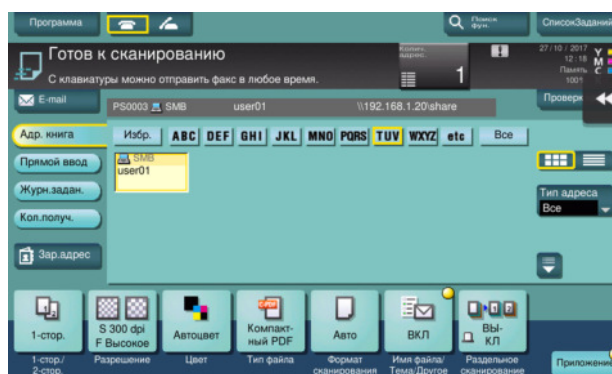 Программа
Поиск
фун.
СписокЗаданий
Готов к сканированию
С клавиатуры можно отправить факс в любое время.
Колич.
адрес.
1
27/10/2017
12:18
Память
100%
Y
M
C
E-mail
PS0003 SMB user01 \\192.168.1.20\share
Проверк
Адр. книга
Избр. ABC DEF GHI JKL MNO PQRS TUV WXYZ etc Все
SMB
user01
Прямой ввод
Журн.задан.
Кол.получ.
Тип адреса
Все
Зар.адрес
1-стор.
S 300 dpi
F Высокое
Автоцвет
Компакт-
ный PDF
Авто
ВКЛ
ВЫ-
КЛ
1-стор./
2-стор.
Разрешение
Цвет
Тип файла
Формат
сканирования
Имя файла/
Тема/Другое
Раздельное
сканирование
Приложение